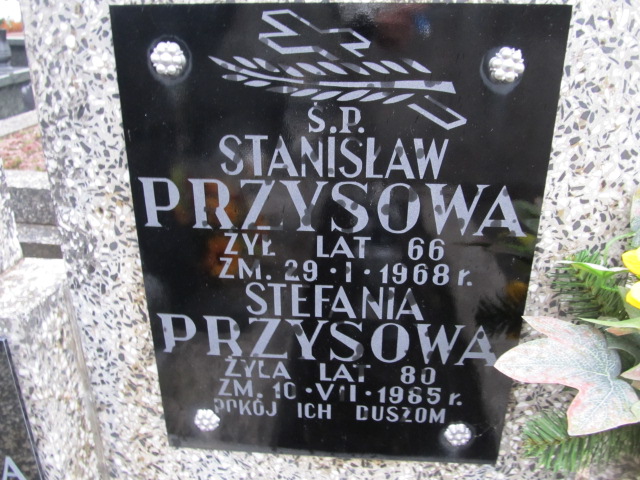 Ś.P.
STANISŁAW
PRZYSOWA
ŻYŁ LAT 66
ZM. 29·I·1968 r.
STEFANIA
PRZYSOWA
ŻYŁA LAT 80
ZM. 10·VII·1985 r.
POKÓJ ICH DUSZOM
A